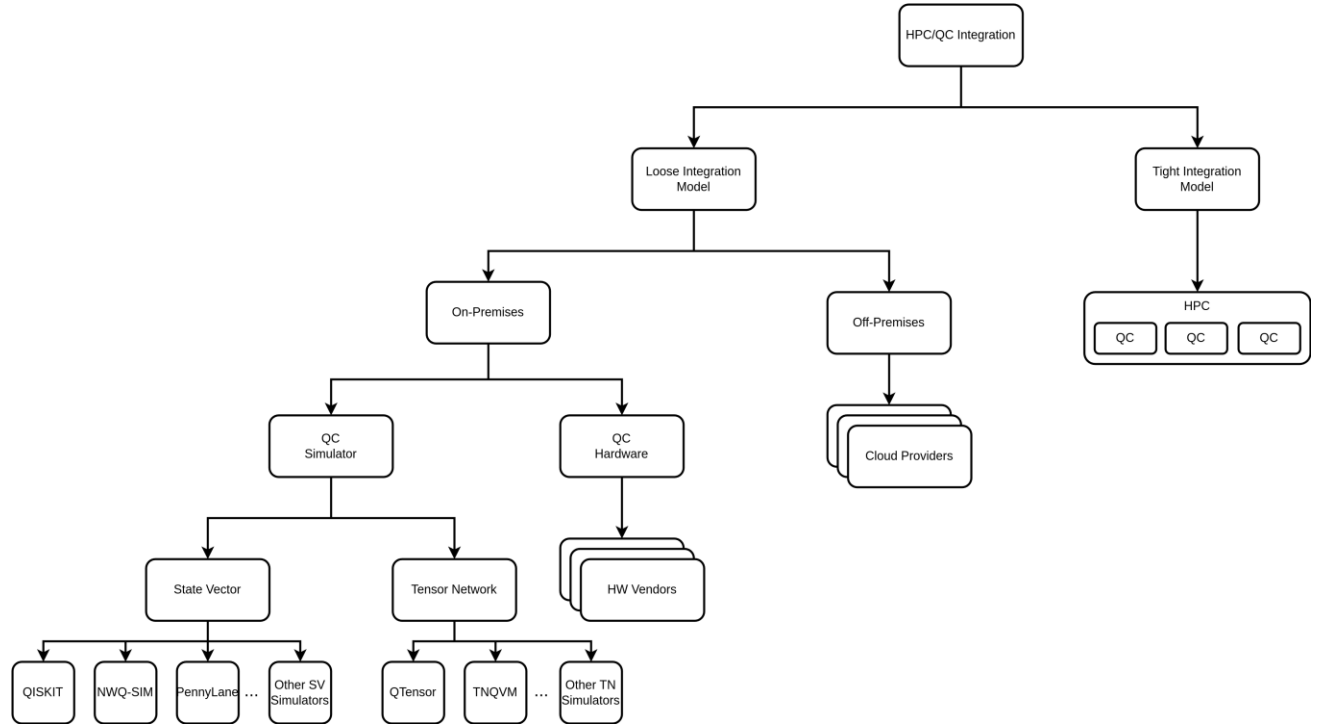 HPC/QC Integration
Loose Integration
Model
Tight Integration
Model
On-Premises
Off-Premises
HPC
QC
QC
QC
QC
Simulator
QC
Hardware
Cloud Providers
State Vector
Tensor Network
HW Vendors
QISKIT
NWQ-SIM
PennyLane
...
Other SV
Simulators
QTensor
TNQVM
...
Other TN
Simulators